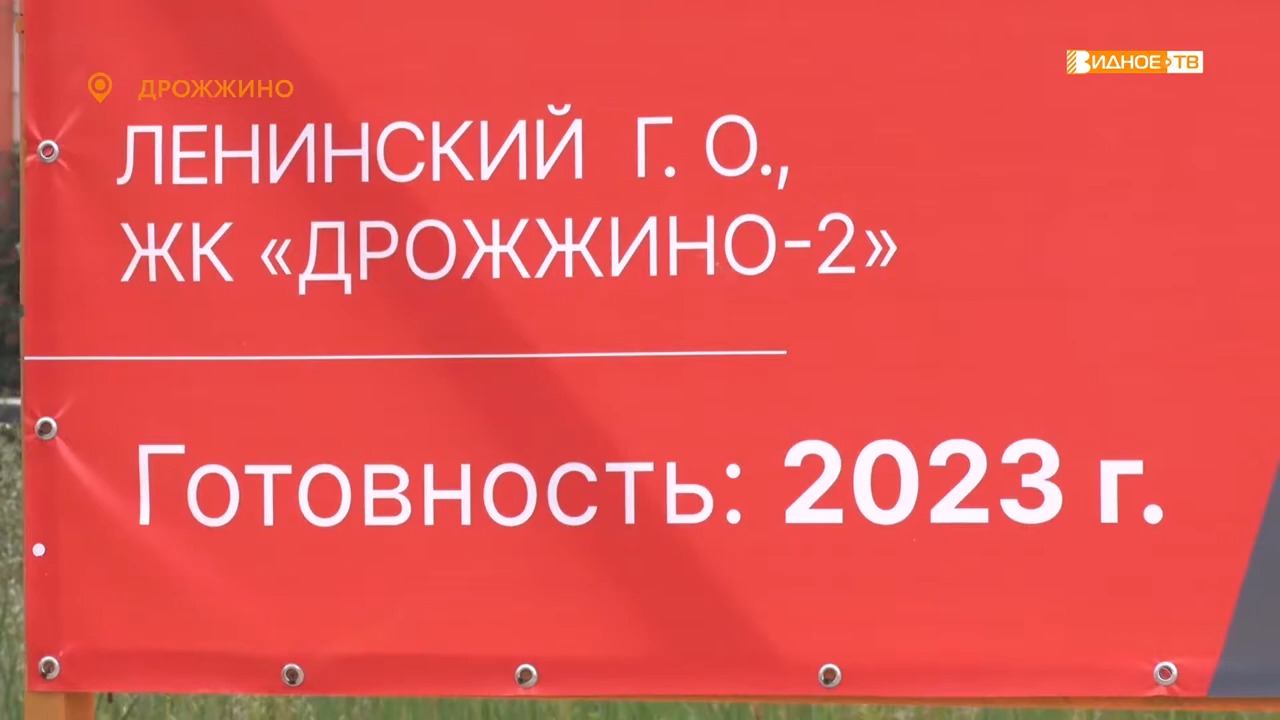 ДРОЖЖИНО
ВИДНОЕ ТВ
ЛЕНИНСКИЙ Г. О.,
ЖК «ДРОЖЖИНО-2»
Готовность: 2023 г.